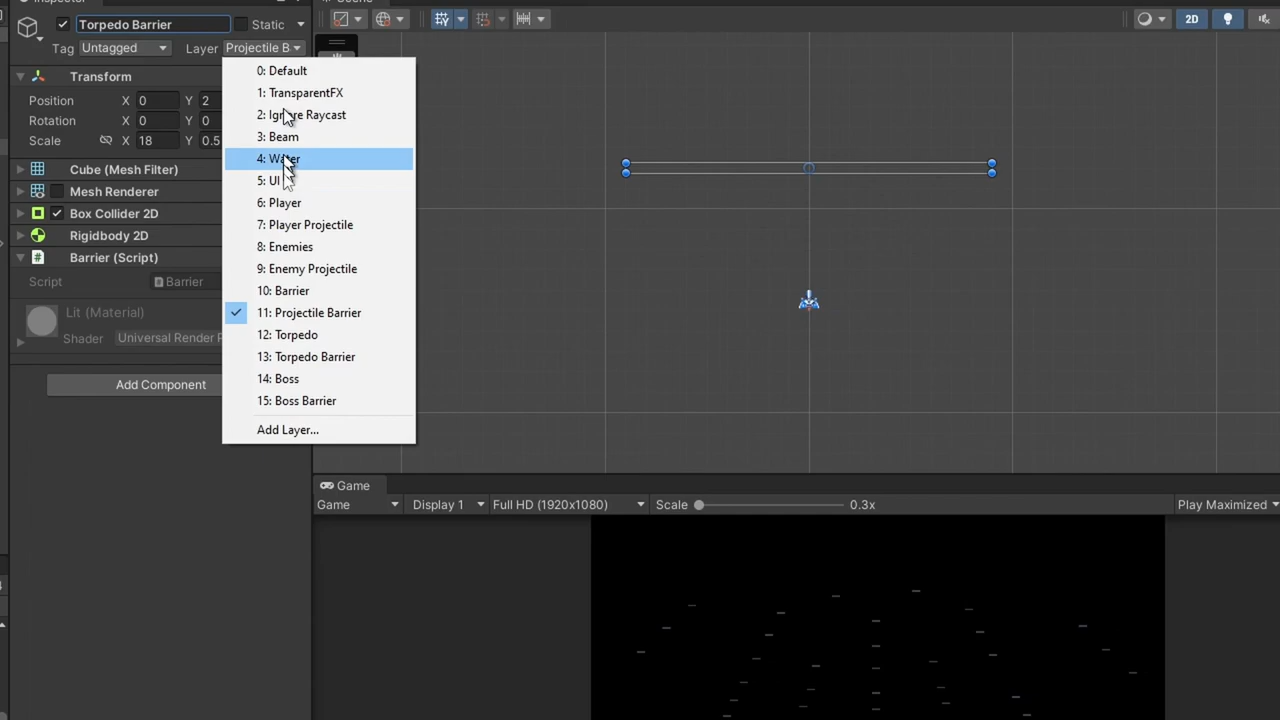 Inspector
Scene
Torpedo Barrier
Static
2D
Tag Untagged
Layer Projectile B
Transform
Position X 0 Y 2
Rotation X 0 Y 0
Scale X 18 Y 0.5
Cube (Mesh Filter)
Mesh Renderer
Box Collider 2D
Rigidbody 2D
Barrier (Script)
Script Barrier
Lit (Material)
Shader Universal Render P
Add Component
0: Default
1: TransparentFX
2: Ignore Raycast
3: Beam
4: Water
5: UI
6: Player
7: Player Projectile
8: Enemies
9: Enemy Projectile
10: Barrier
11: Projectile Barrier
12: Torpedo
13: Torpedo Barrier
14: Boss
15: Boss Barrier
Add Layer...
Game
Game Display 1 Full HD (1920x1080) Scale 0.3x Play Maximized